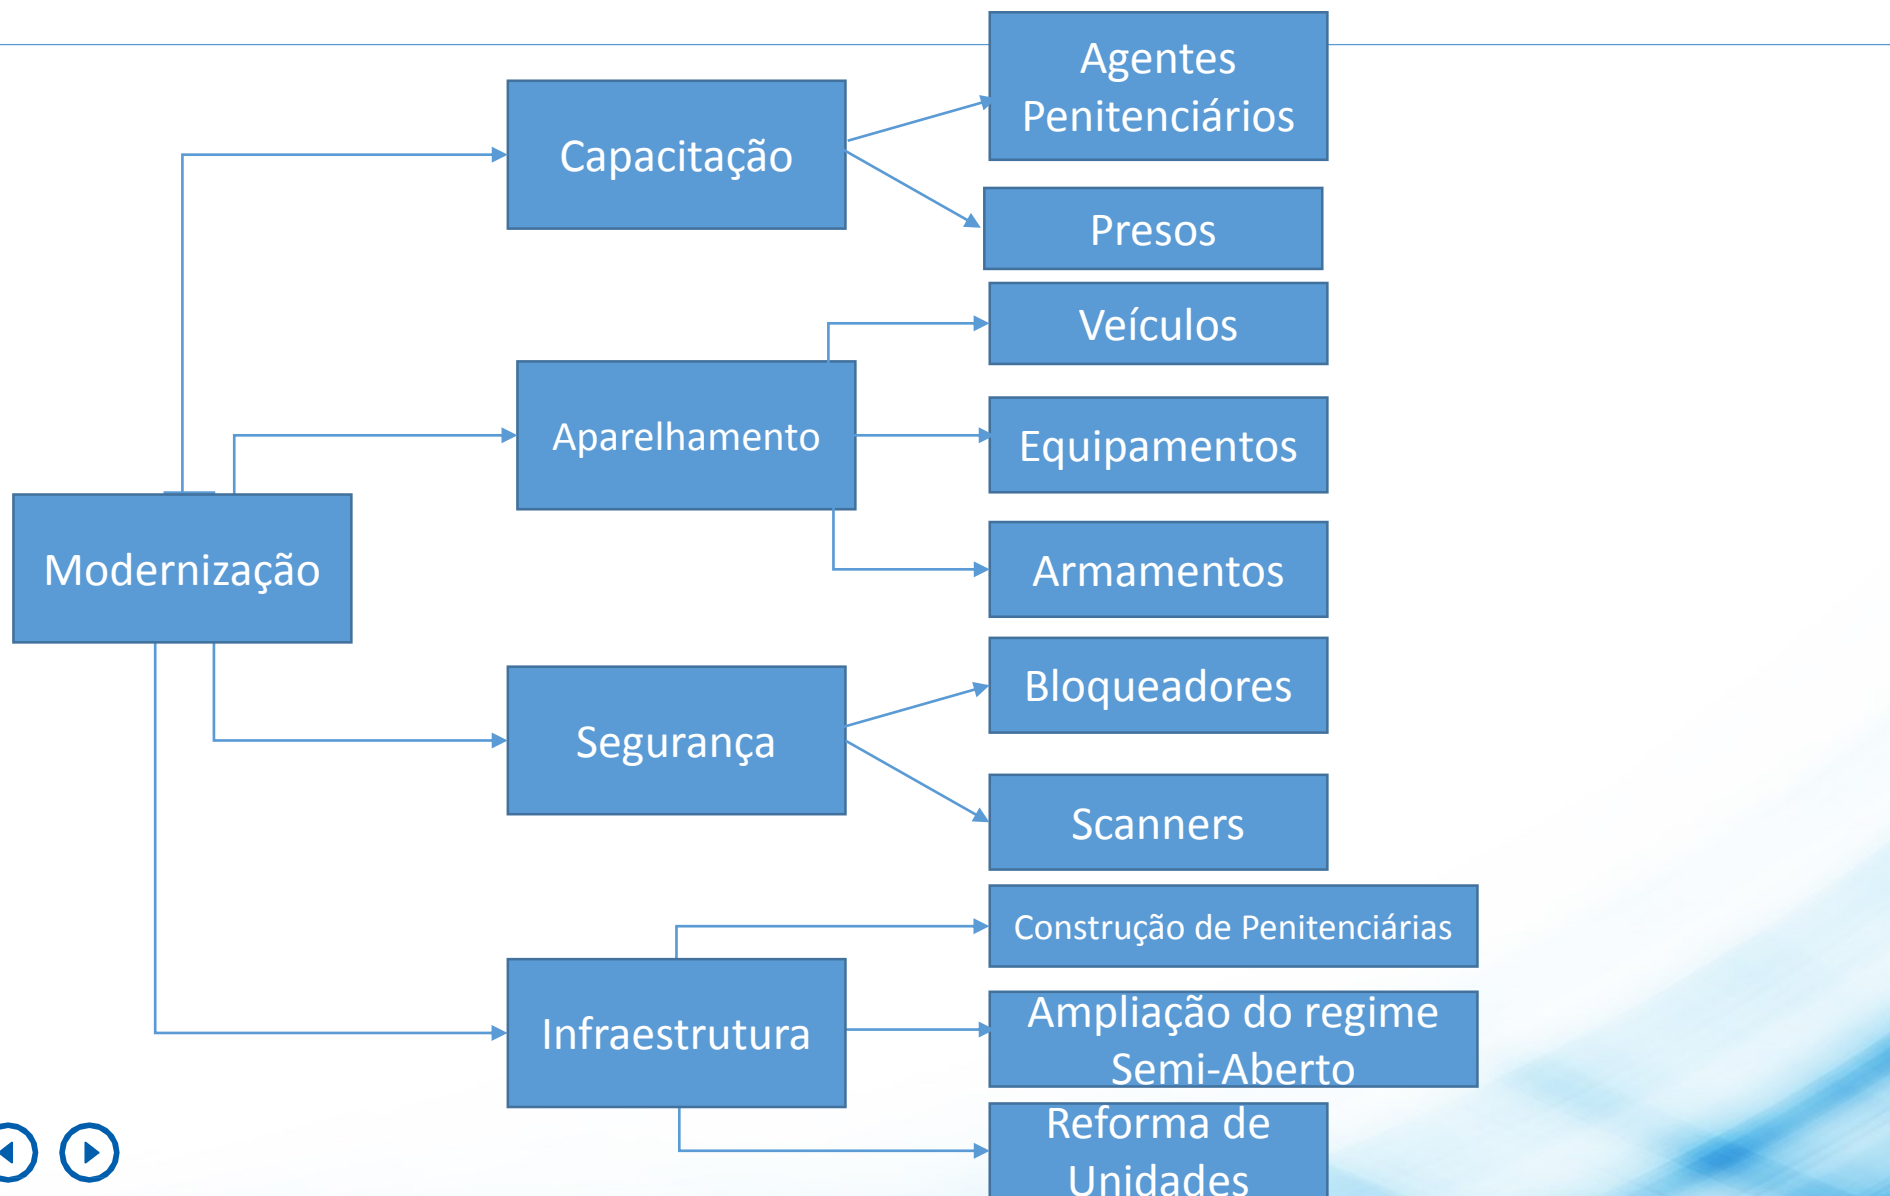 Modernização
Capacitação
Agentes
Penitenciários
Presos
Aparelhamento
Veículos
Equipamentos
Armamentos
Segurança
Bloqueadores
Scanners
Infraestrutura
Construção de Penitenciárias
Ampliação do regime
Semi-Aberto
Reforma de
Unidades